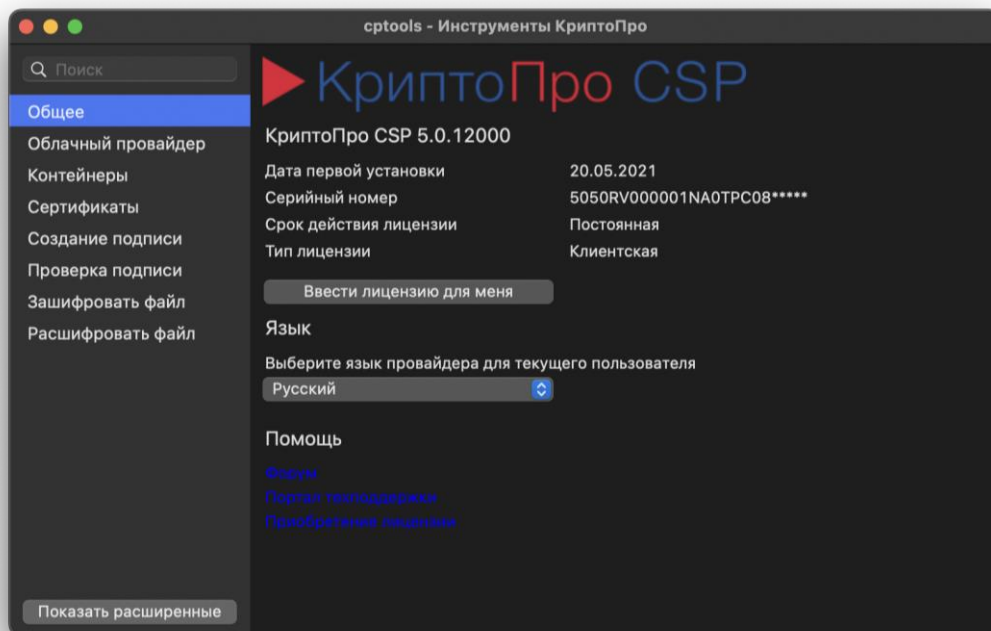 cptools - Инструменты КриптоПро
Поиск
Общее
Облачный провайдер
Контейнеры
Сертификаты
Создание подписи
Проверка подписи
Зашифровать файл
Расшифровать файл
Показать расширенные
КриптоПро CSP
КриптоПро CSP 5.0.12000
Дата первой установки 20.05.2021
Серийный номер 5050RV000001NA0TPC08*****
Срок действия лицензии Постоянная
Тип лицензии Клиентская
Ввести лицензию для меня
Язык
Выберите язык провайдера для текущего пользователя
Русский
Помощь
Форум
Портал техподдержки
Приобретение лицензии